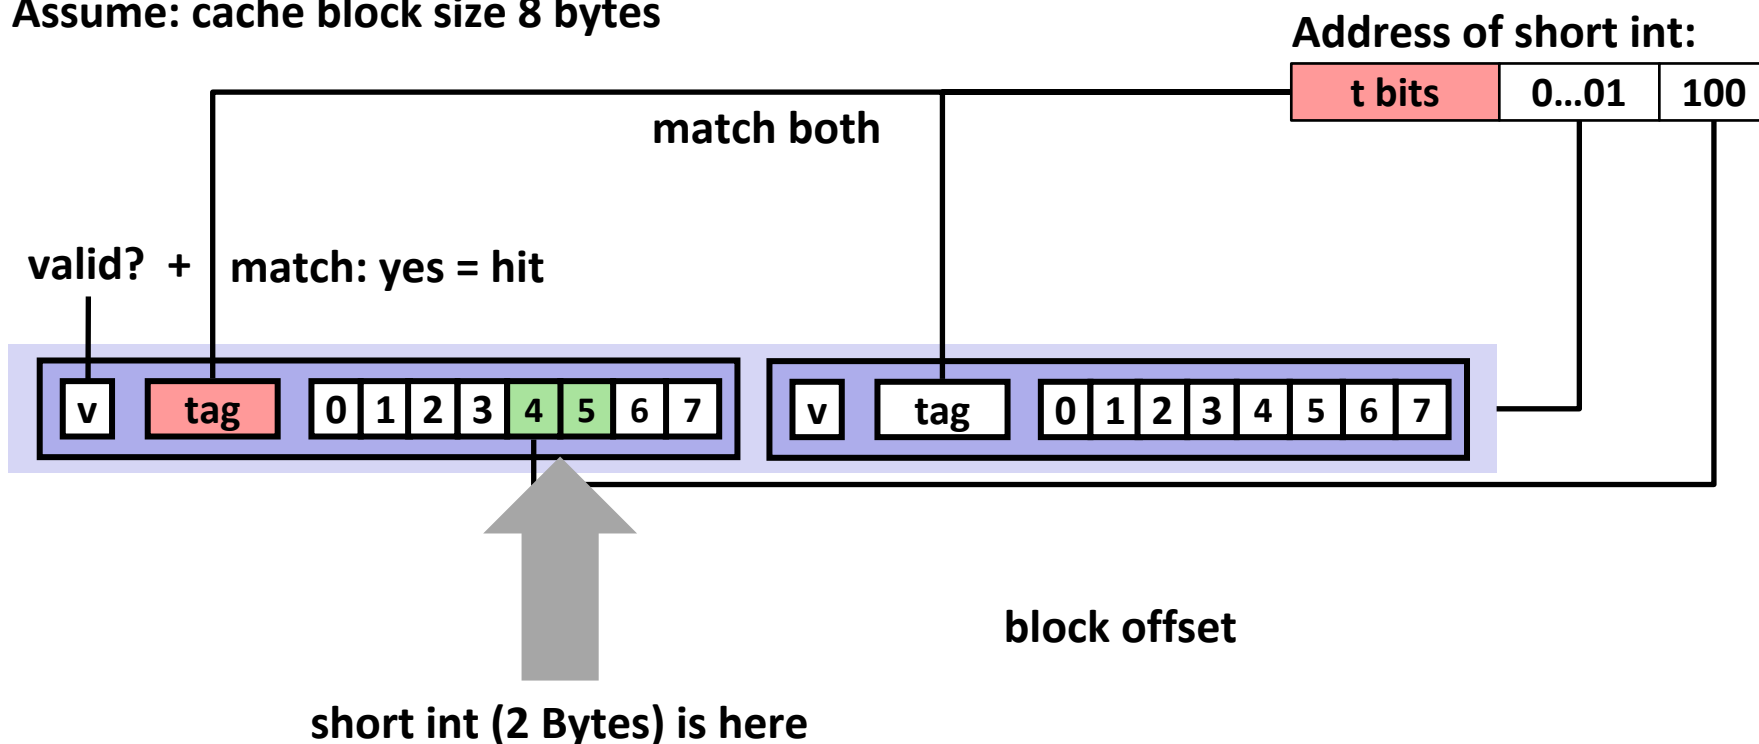 Assume: cache block size 8 bytes
Address of short int:
t bits 0...01 100
match both
valid? + match: yes = hit
v tag 0 1 2 3 4 5 6 7 v tag 0 1 2 3 4 5 6 7
block offset
short int (2 Bytes) is here